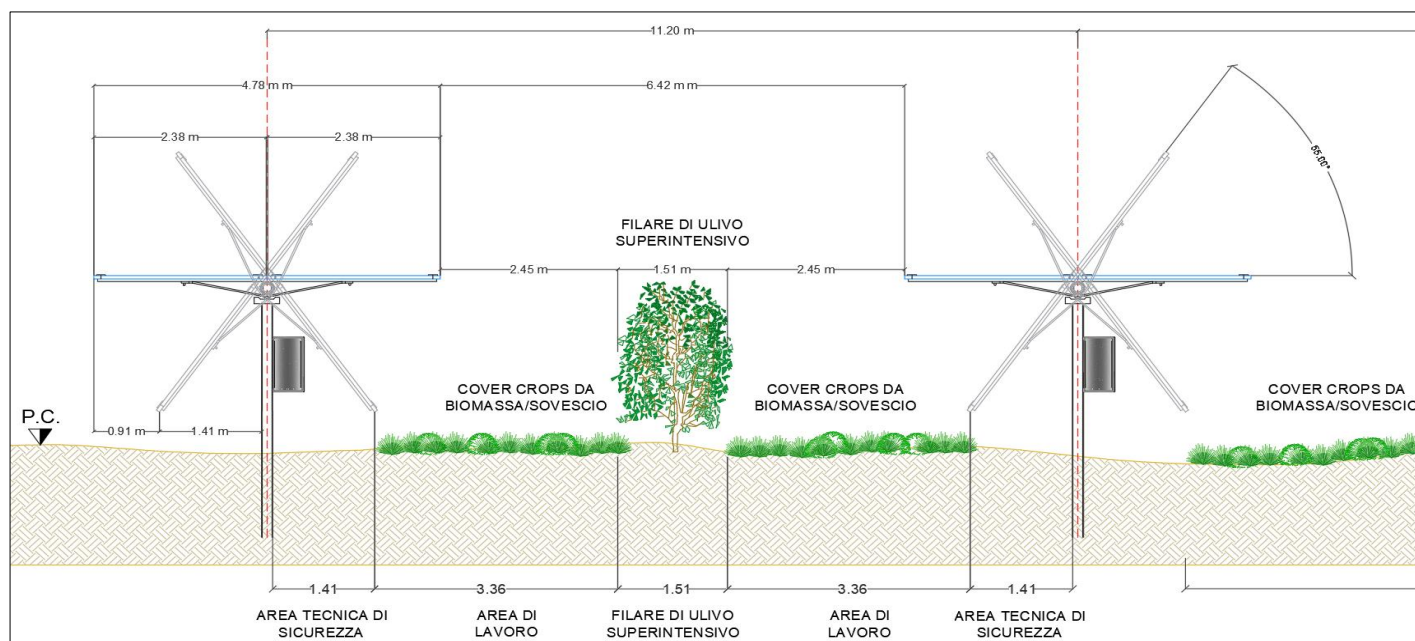 11.20 m
4.78 m m
6.42 m m
2.38 m
2.38 m
55.00°
FILARE DI ULIVO
SUPERINTENSIVO
2.45 m
1.51 m
2.45 m
COVER CROPS DA
BIOMASSA/SOVESCIO
COVER CROPS DA
BIOMASSA/SOVESCIO
COVER CROPS DA
BIOMASSA/SOVESCIO
P.C.
0.91 m
1.41 m
1.41
3.36
1.51
3.36
1.41
AREA TECNICA DI
SICUREZZA
AREA DI
LAVORO
FILARE DI ULIVO
SUPERINTENSIVO
AREA DI
LAVORO
AREA TECNICA DI
SICUREZZA